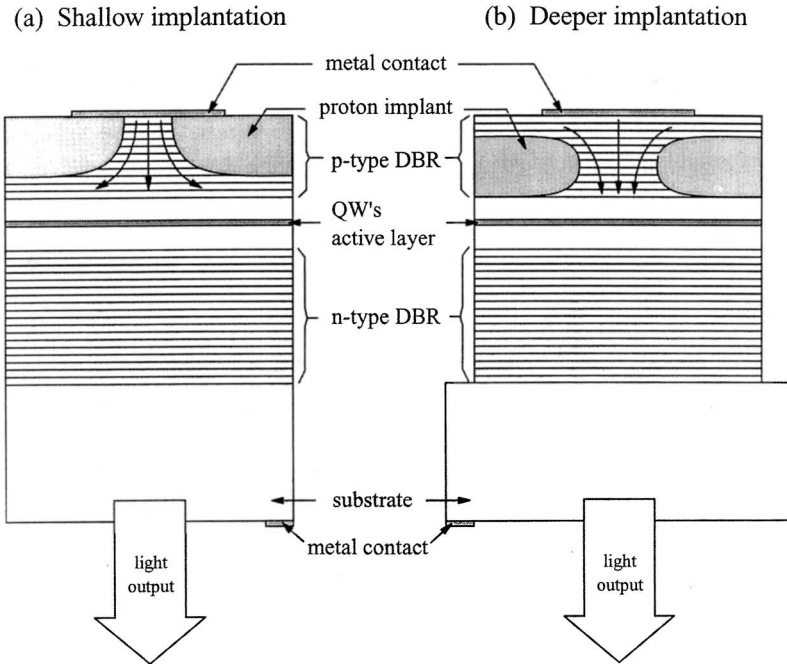 (a) Shallow implantation
(b) Deeper implantation
metal contact
proton implant
p-type DBR
QW's
active layer
n-type DBR
substrate
metal contact
light
output
light
output